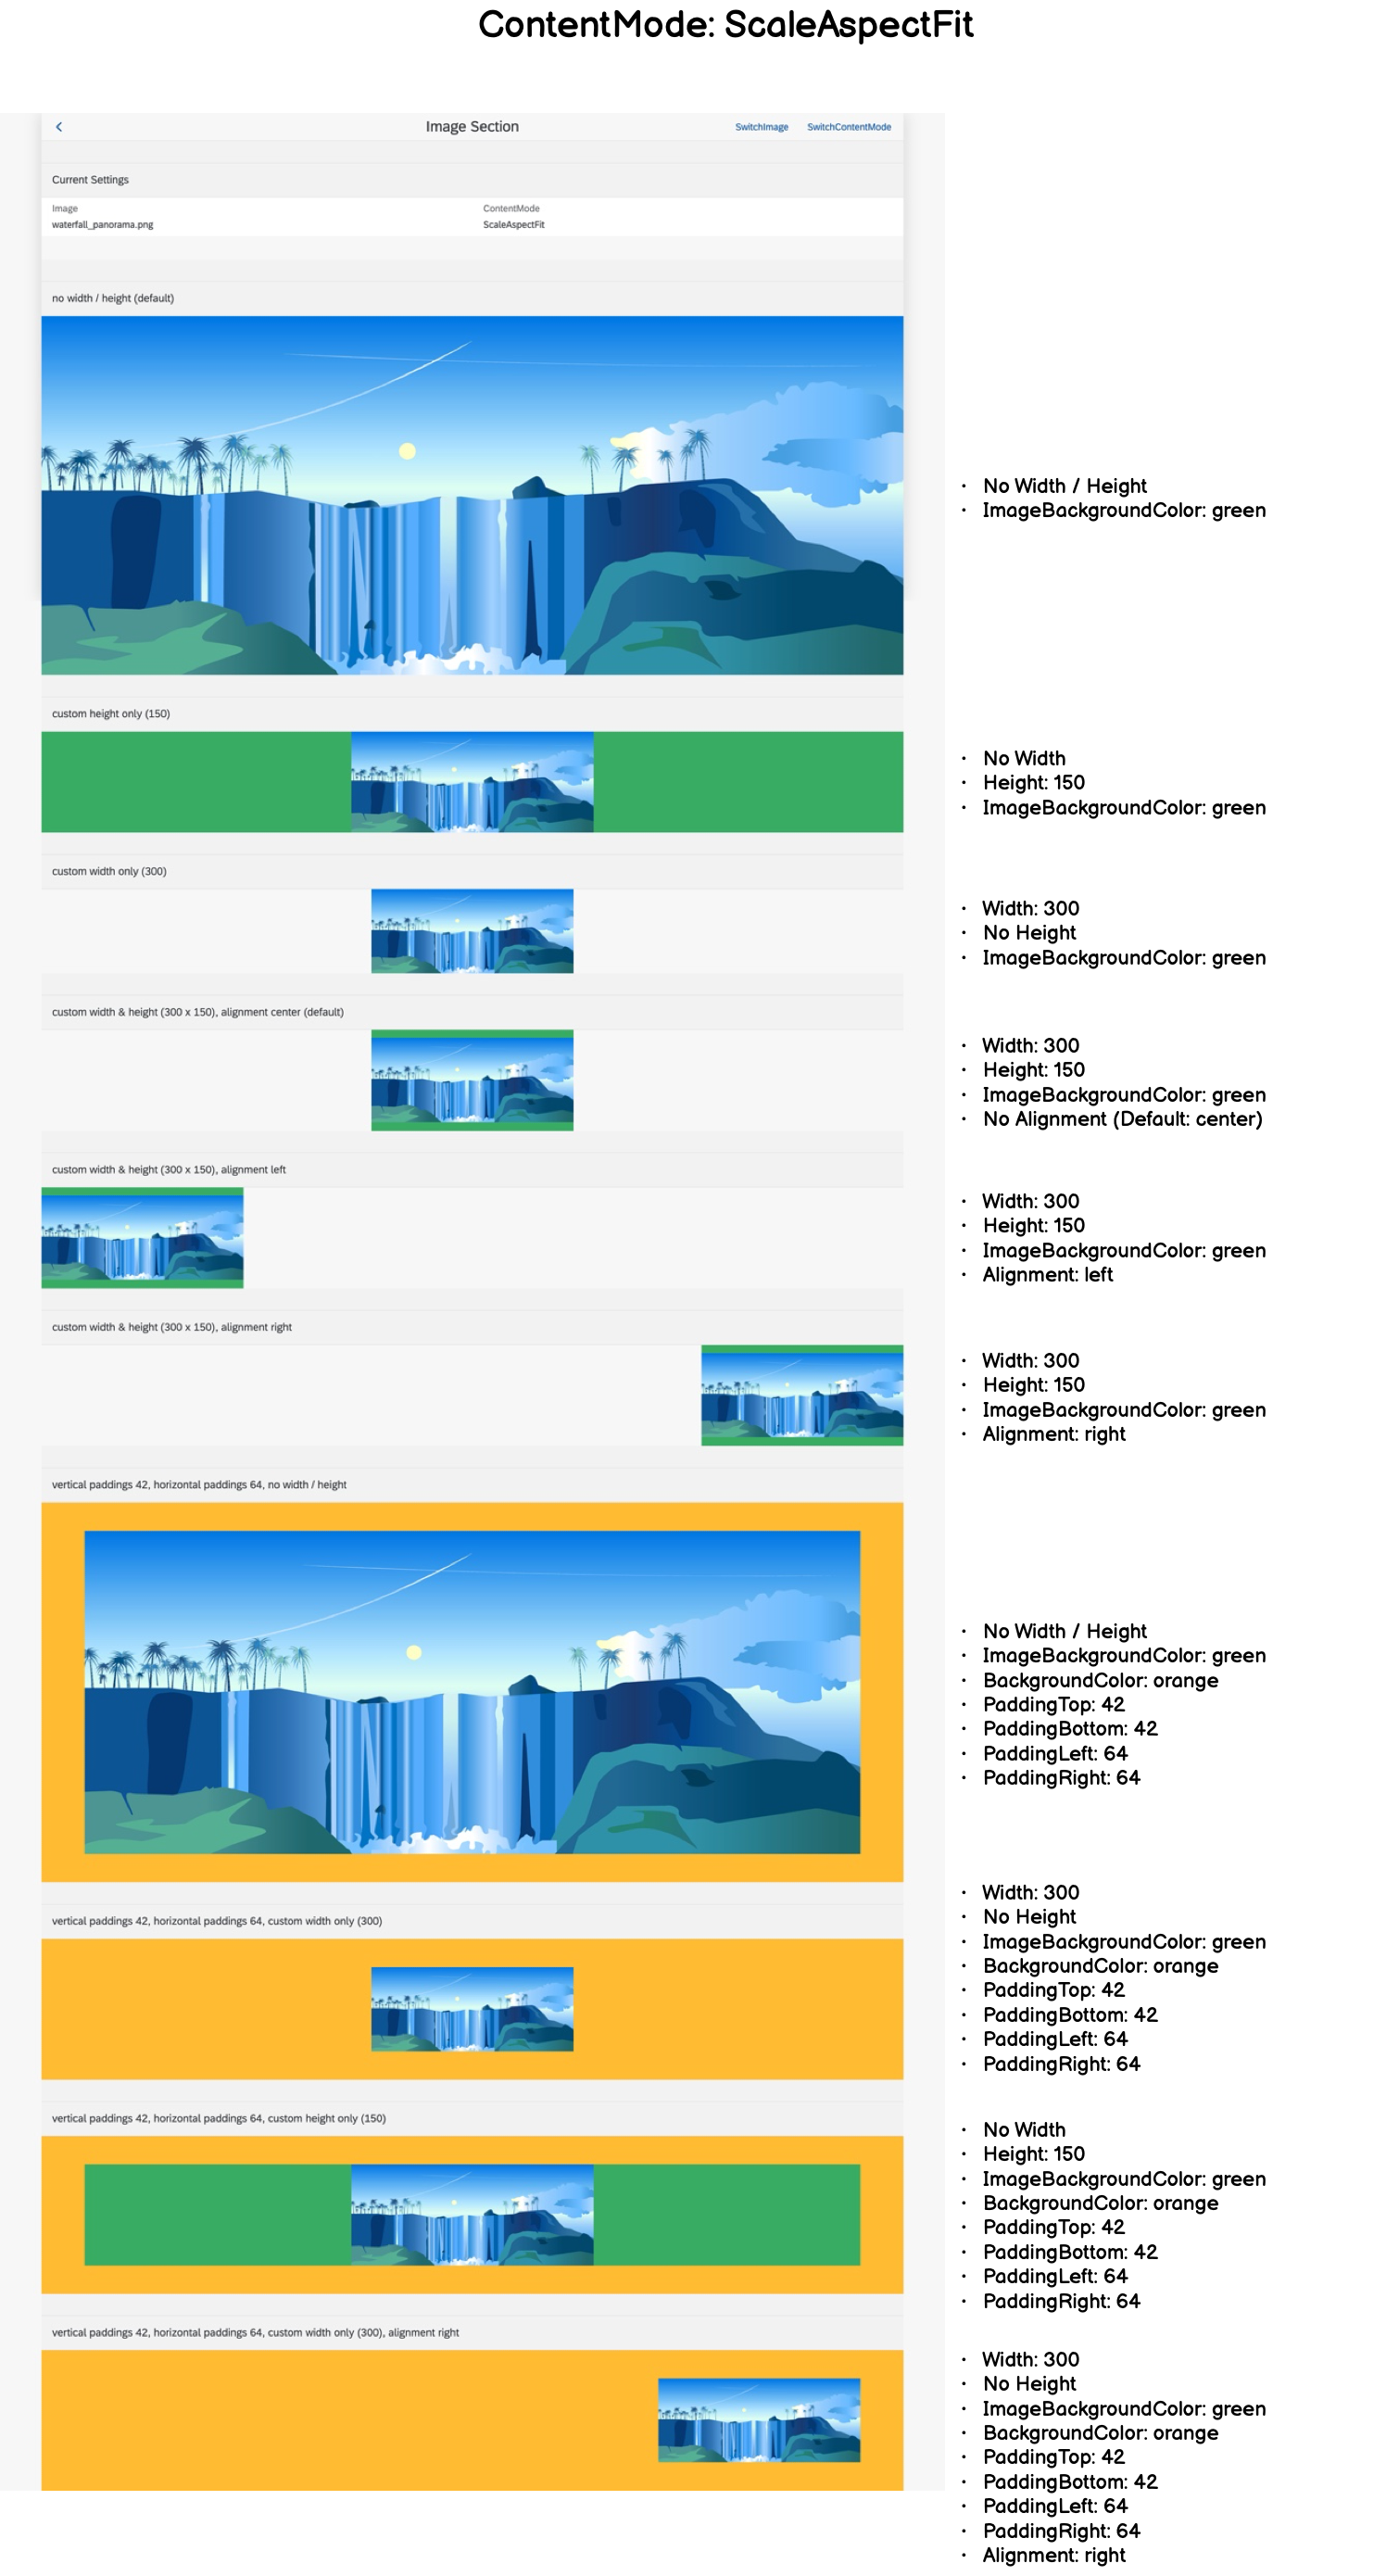 ContentMode: ScaleAspectFit
Image Section
SwitchImage
SwitchContentMode
Current Settings
Image
ContentMode
waterfall_panorama.png
ScaleAspectFit
no width / height (default)
· No Width / Height
· ImageBackgroundColor: green
custom height only (150)
· No Width
· Height: 150
· ImageBackgroundColor: green
custom width only (300)
· Width: 300
· No Height
· ImageBackgroundColor: green
custom width & height (300 x 150), alignment center (default)
· Width: 300
· Height: 150
· ImageBackgroundColor: green
· No Alignment (Default: center)
custom width & height (300 x 150), alignment left
· Width: 300
· Height: 150
· ImageBackgroundColor: green
· Alignment: left
custom width & height (300 x 150), alignment right
· Width: 300
· Height: 150
· ImageBackgroundColor: green
· Alignment: right
vertical paddings 42, horizontal paddings 64, no width / height
· No Width / Height
· ImageBackgroundColor: green
· BackgroundColor: orange
· PaddingTop: 42
· PaddingBottom: 42
· PaddingLeft: 64
· PaddingRight: 64
vertical paddings 42, horizontal paddings 64, custom width only (300)
· Width: 300
· No Height
· ImageBackgroundColor: green
· BackgroundColor: orange
· PaddingTop: 42
· PaddingBottom: 42
· PaddingLeft: 64
· PaddingRight: 64
vertical paddings 42, horizontal paddings 64, custom height only (150)
· No Width
· Height: 150
· ImageBackgroundColor: green
· BackgroundColor: orange
· PaddingTop: 42
· PaddingBottom: 42
· PaddingLeft: 64
· PaddingRight: 64
vertical paddings 42, horizontal paddings 64, custom width only (300), alignment right
· Width: 300
· No Height
· ImageBackgroundColor: green
· BackgroundColor: orange
· PaddingTop: 42
· PaddingBottom: 42
· PaddingLeft: 64
· PaddingRight: 64
· Alignment: right